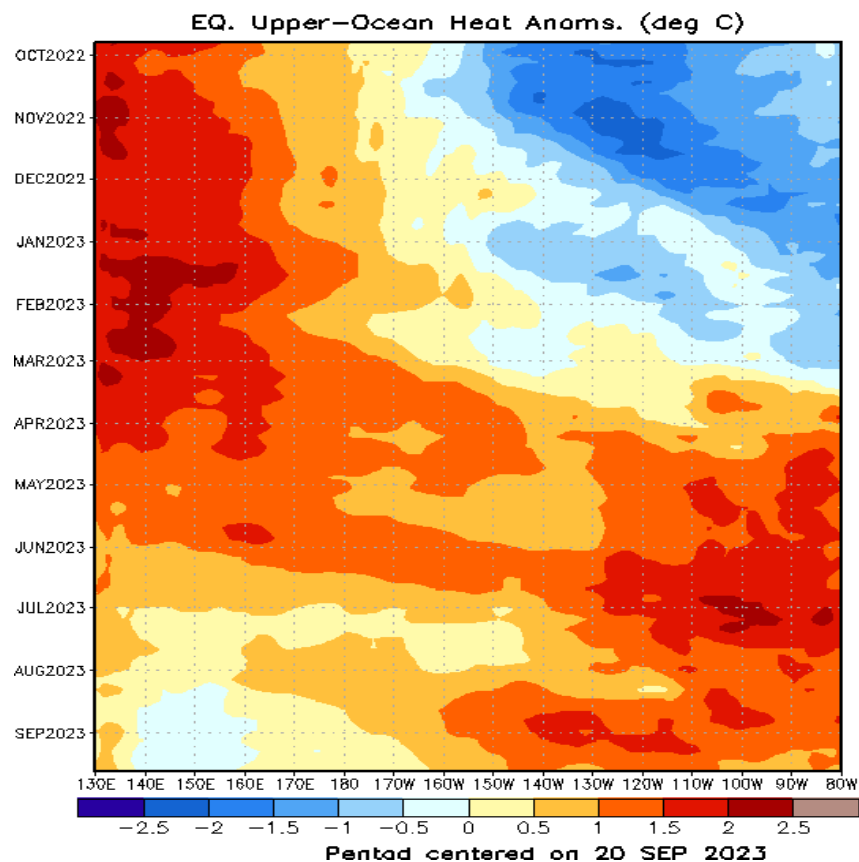 EQ. Upper-Ocean Heat Anoms. (deg C)
OCT2022
NOV2022
DEC2022
JAN2023
FEB2023
MAR2023
APR2023
MAY2023
JUN2023
JUL2023
AUG2023
SEP2023
130E 140E 150E 160E 170E 180 170W 160W 150W 140W 130W 120W 110W 100W 90W 80W
-2.5 -2 -1.5 -1 -0.5 0 0.5 1 1.5 2 2.5
Pentad centered on 20 SEP 2023